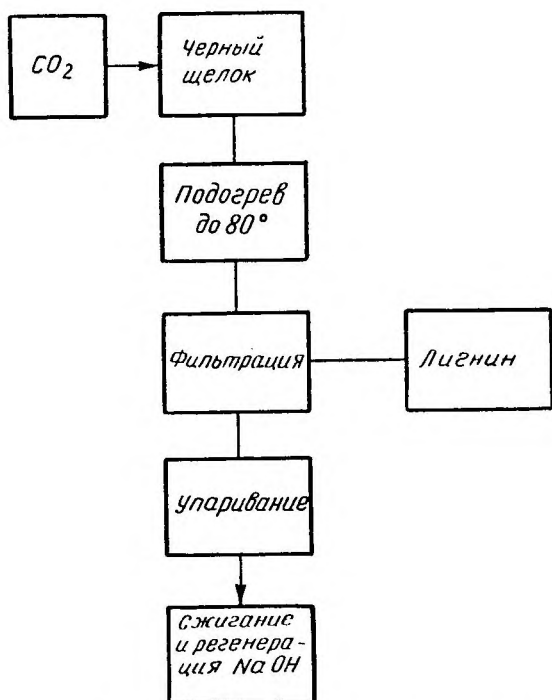 CO₂
Черный
щелок
Подогрев
до 80°
Фильтрация
Лигнин
Упаривание
Сжигание
и регенера-
ция NaOH